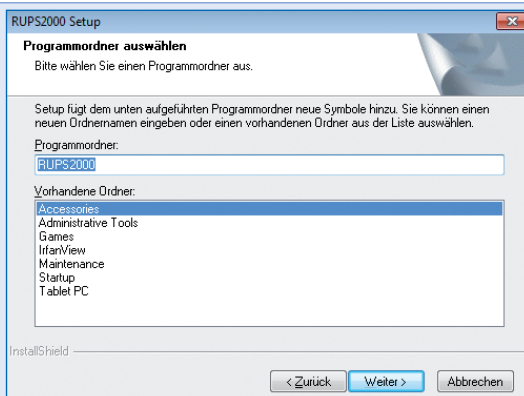 RUPS2000 Setup
Programmordner auswählen
Bitte wählen Sie einen Programmordner aus.
Setup fügt dem unten aufgeführten Programmordner neue Symbole hinzu. Sie können einen
neuen Ordnernamen eingeben oder einen vorhandenen Ordner aus der Liste auswählen.
Programmordner:
RUPS2000
Vorhandene Ordner:
Accessories
Administrative Tools
Games
IrfanView
Maintenance
Startup
Tablet PC
InstallShield
< Zurück Weiter > Abbrechen